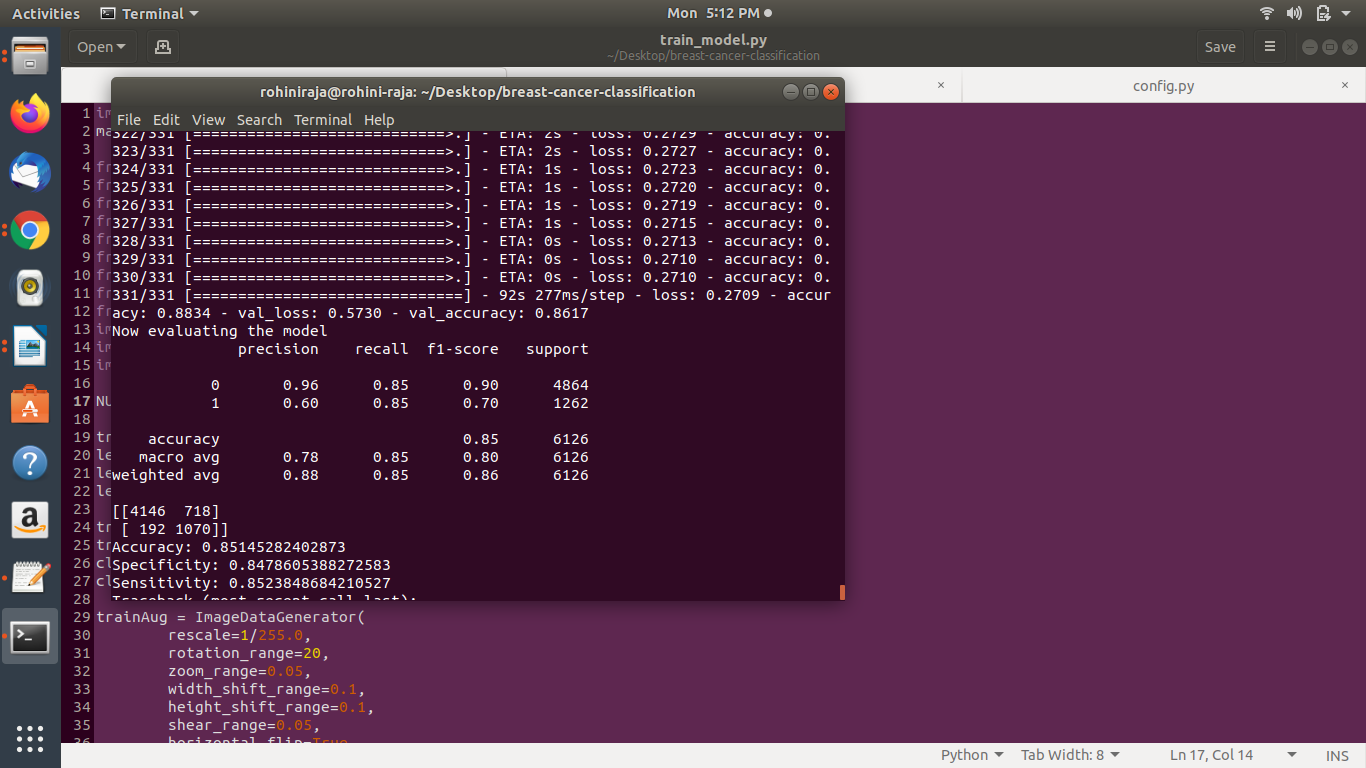 Activities Terminal Mon 5:12 PM
Open train_model.py Save
~/Desktop/breast-cancer-classification
config.py
rohiniraja@rohini-raja: ~/Desktop/breast-cancer-classification
File Edit View Search Terminal Help
322/331 [============================>.] - ETA: 2s - loss: 0.2729 - accuracy: 0.
323/331 [============================>.] - ETA: 2s - loss: 0.2727 - accuracy: 0.
324/331 [============================>.] - ETA: 1s - loss: 0.2723 - accuracy: 0.
325/331 [============================>.] - ETA: 1s - loss: 0.2720 - accuracy: 0.
326/331 [============================>.] - ETA: 1s - loss: 0.2719 - accuracy: 0.
327/331 [============================>.] - ETA: 1s - loss: 0.2715 - accuracy: 0.
328/331 [============================>.] - ETA: 0s - loss: 0.2713 - accuracy: 0.
329/331 [============================>.] - ETA: 0s - loss: 0.2710 - accuracy: 0.
330/331 [============================>.] - ETA: 0s - loss: 0.2710 - accuracy: 0.
331/331 [==============================] - 92s 277ms/step - loss: 0.2709 - accur
acy: 0.8834 - val_loss: 0.5730 - val_accuracy: 0.8617
Now evaluating the model
precision recall f1-score support
0 0.96 0.85 0.90 4864
1 0.60 0.85 0.70 1262
accuracy 0.85 6126
macro avg 0.78 0.85 0.80 6126
weighted avg 0.88 0.85 0.86 6126
[[4146 718]
[ 192 1070]]
Accuracy: 0.85145282402873
Specificity: 0.8478605388272583
Sensitivity: 0.8523848684210527
Traceback (most recent call last):
1 im
2 ma
3
4 fr
5 fr
6 fr
7 fr
8 fr
9 fr
10 fr
11 fr
12 fr
13 im
14 im
15 im
16
17 NU
18
19 tr
20 le
21 le
22 le
23
24 tr
25 tr
26 cl
27 cl
28
29 trainAug = ImageDataGenerator(
30 rescale=1/255.0,
31 rotation_range=20,
32 zoom_range=0.05,
33 width_shift_range=0.1,
34 height_shift_range=0.1,
35 shear_range=0.05,
36 horizontal_flip=True
Python Tab Width: 8 Ln 17, Col 14 INS